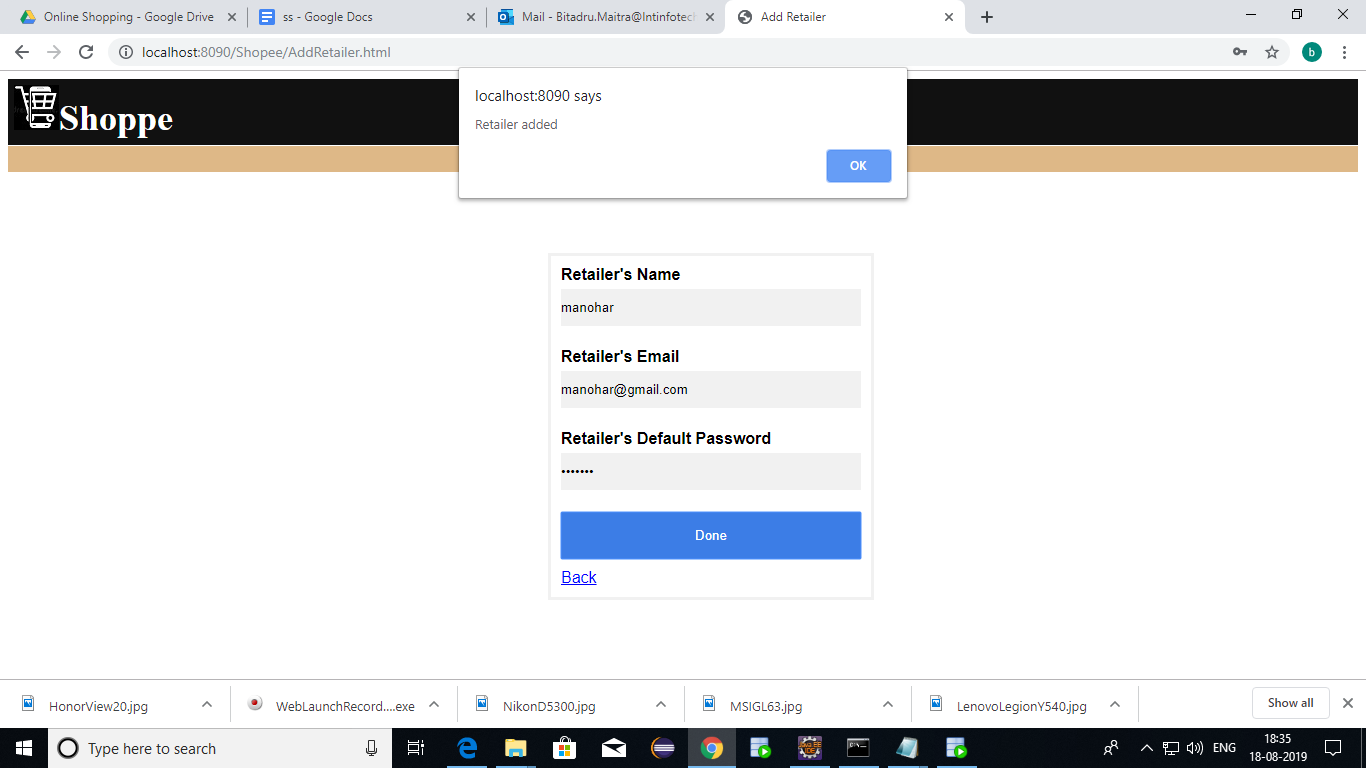 Online Shopping - Google Drive
ss - Google Docs
Mail - Bitadru.Maitra@Intinfotech
Add Retailer
localhost:8090/Shopee/AddRetailer.html
b
Shoppe
localhost:8090 says
Retailer added
OK
Retailer's Name
manohar
Retailer's Email
manohar@gmail.com
Retailer's Default Password
•••••••
Done
Back
HonorView20.jpg
WebLaunchRecord....exe
NikonD5300.jpg
MSIGL63.jpg
LenovoLegionY540.jpg
Show all
Type here to search
ENG
18:35
18-08-2019